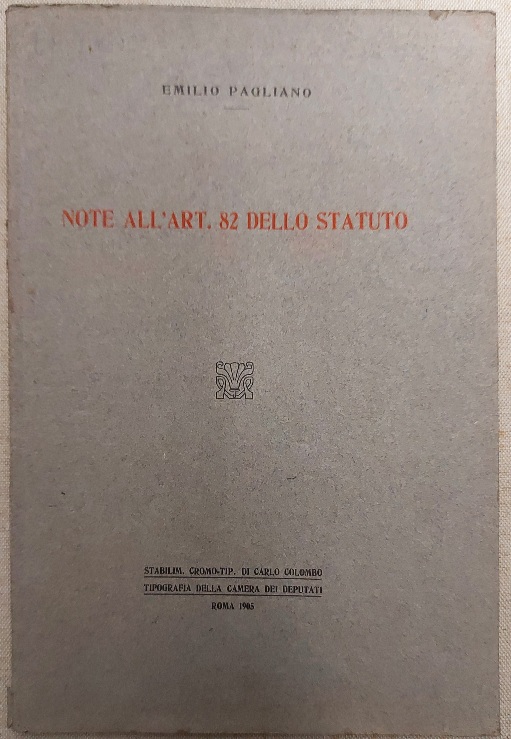 EMILIO PAGLIANO
NOTE ALL'ART. 82 DELLO STATUTO
STABILIM. CROMO-TIP. DI CARLO COLOMBO
TIPOGRAFIA DELLA CAMERA DEI DEPUTATI
ROMA 1905